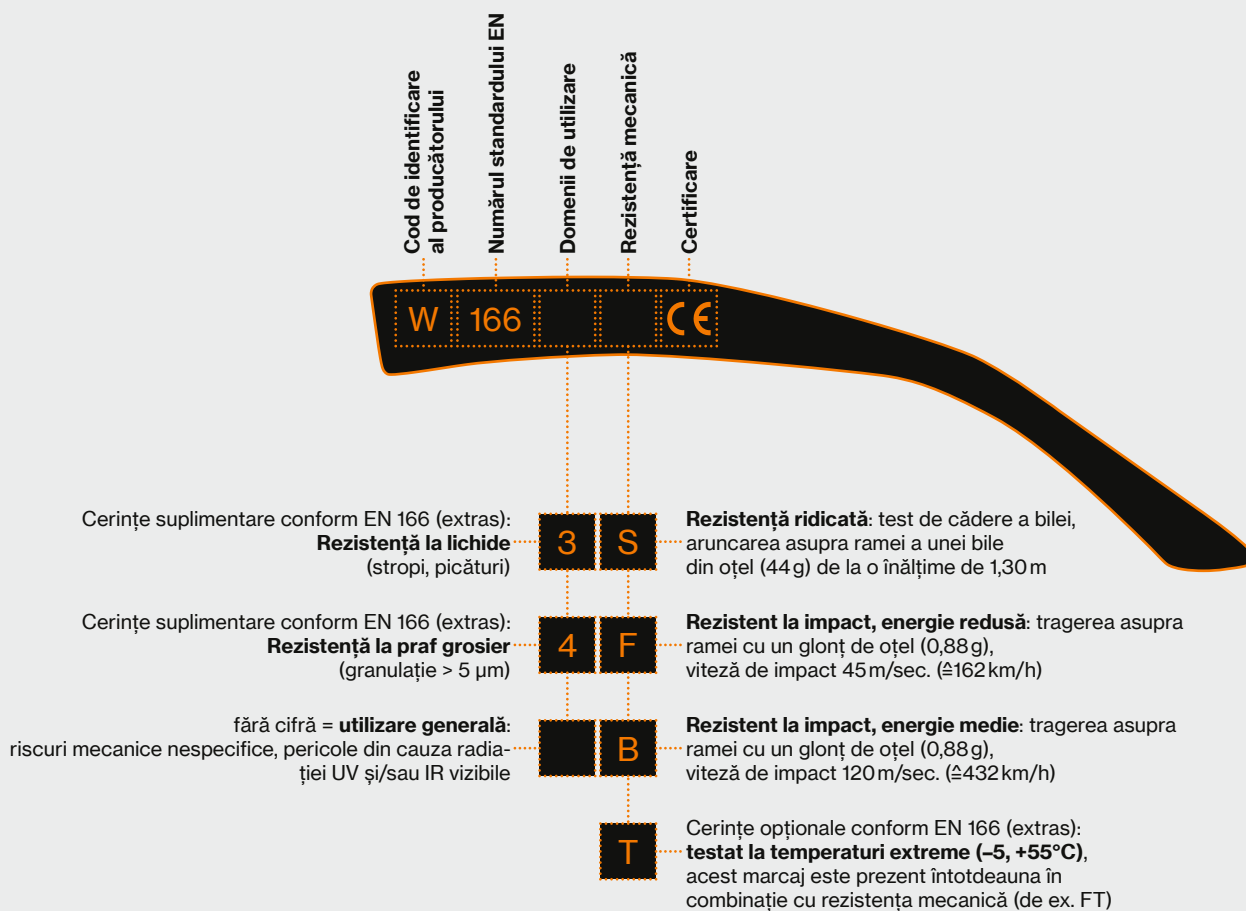 Cod de identificare
al producătorului
Numărul standardului EN
Domenii de utilizare
Rezistență mecanică
Certificare
W 166 CE
Cerințe suplimentare conform EN 166 (extras):
Rezistență la lichide
(stropi, picături)
3 S
Rezistență ridicată: test de cădere a bilei,
aruncarea asupra ramei a unei bile
din oțel (44 g) de la o înălțime de 1,30 m
Cerințe suplimentare conform EN 166 (extras):
Rezistență la praf grosier
(granulație > 5 µm)
4 F
Rezistent la impact, energie redusă: tragerea asupra
ramei cu un glonț de oțel (0,88 g),
viteză de impact 45 m/sec. (≙162 km/h)
fără cifră = utilizare generală:
riscuri mecanice nespecifice, pericole din cauza radia-
ției UV și/sau IR vizibile
B
Rezistent la impact, energie medie: tragerea asupra
ramei cu un glonț de oțel (0,88 g),
viteză de impact 120 m/sec. (≙432 km/h)
T
Cerințe opționale conform EN 166 (extras):
testat la temperaturi extreme (–5, +55°C),
acest marcaj este prezent întotdeauna în
combinație cu rezistența mecanică (de ex. FT)